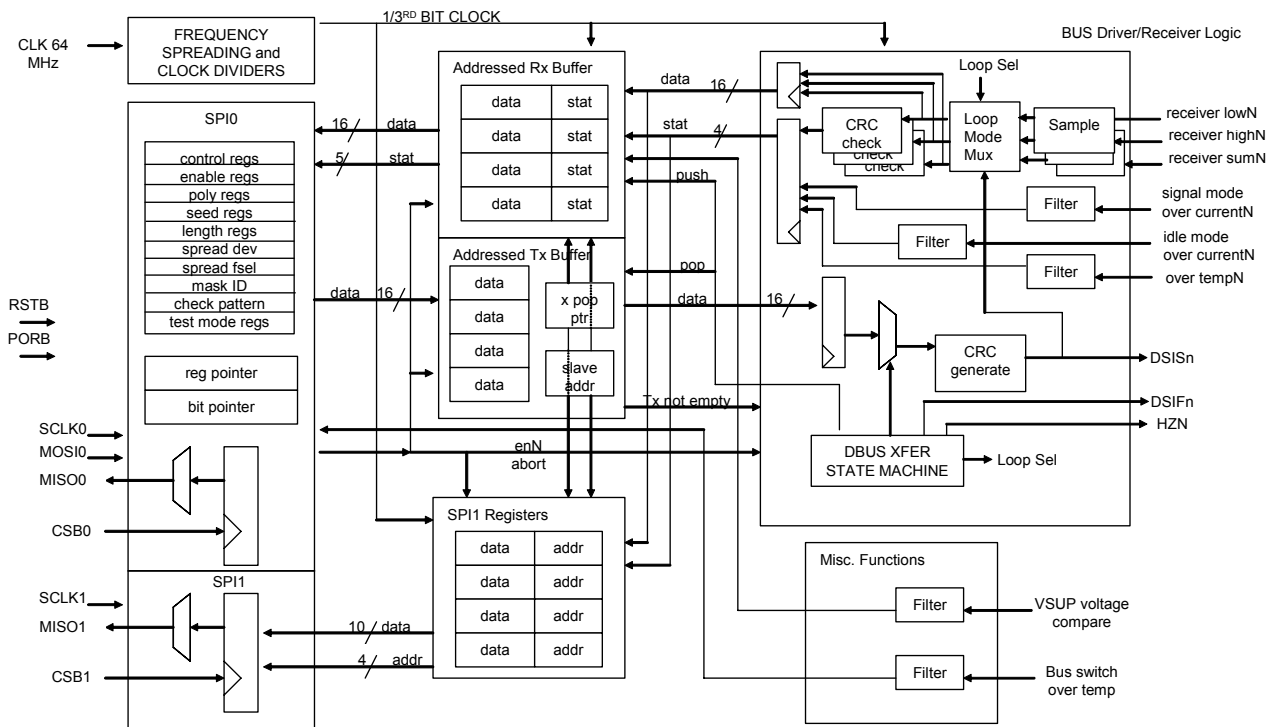 1/3RD BIT CLOCK
CLK 64
MHz
FREQUENCY
SPREADING and
CLOCK DIVIDERS
SPI0
control regs
enable regs
poly regs
seed regs
length regs
spread dev
spread fsel
mask ID
check pattern
test mode regs
reg pointer
bit pointer
RSTB
PORB
SCLK0
MOSI0
MISO0
CSB0
SPI1
SCLK1
MISO1
CSB1
16 data
5 stat
data 16
10 data
4 addr
Addressed Rx Buffer
data stat
data stat
data stat
data stat
Addressed Tx Buffer
data
data
data
data
x pop
ptr
slave
addr
data
16
stat
4
push
pop
data 16
Tx not empty
enN
abort
SPI1 Registers
data addr
data addr
data addr
data addr
BUS Driver/Receiver Logic
Loop Sel
CRC
check
check
check
Loop
Mode
Mux
Sample
receiver lowN
receiver highN
receiver sumN
Filter
signal mode
over currentN
Filter
idle mode
over currentN
Filter
over tempN
CRC
generate
DSISn
DSIFn
HZN
DBUS XFER
STATE MACHINE
Loop Sel
Misc. Functions
Filter
VSUP voltage
compare
Filter
Bus switch
over temp